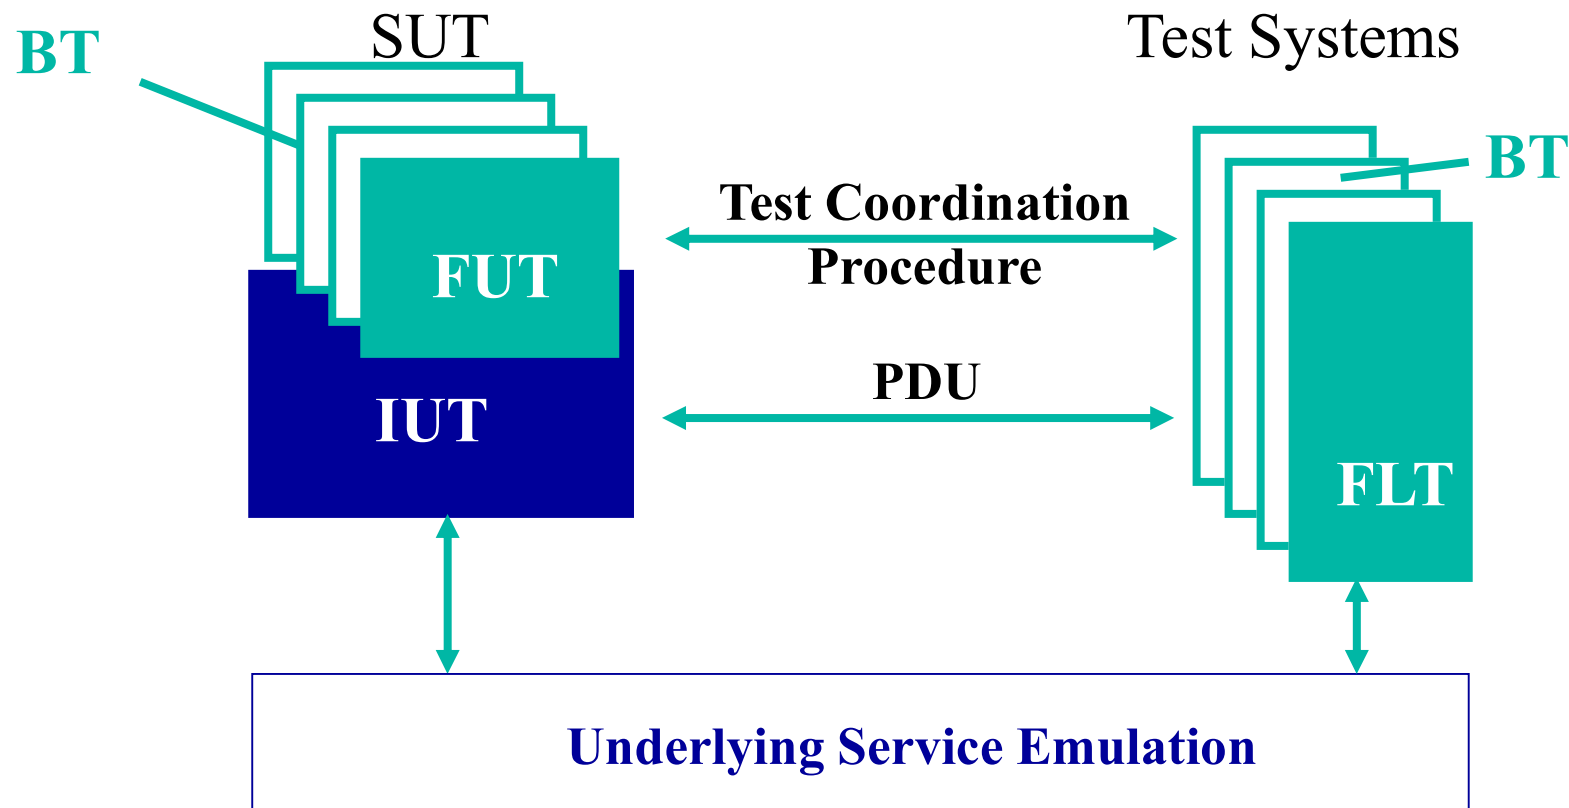 SUT
Test Systems
BT
BT
Test Coordination
Procedure
FUT
PDU
IUT
FLT
Underlying Service Emulation